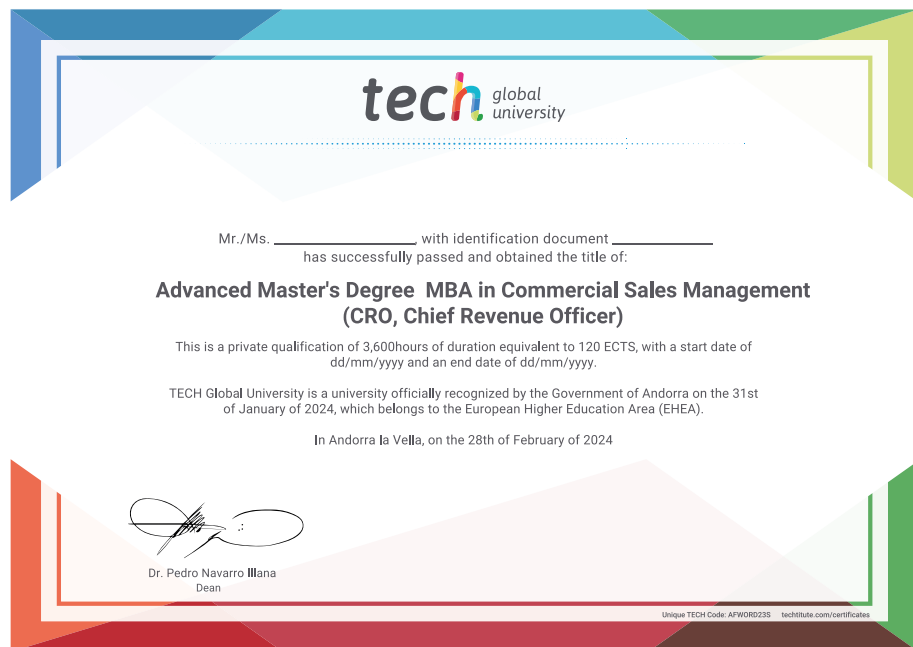 tech global
university
Mr./Ms. ____________, with identification document ____________
has successfully passed and obtained the title of:
Advanced Master's Degree MBA in Commercial Sales Management
(CRO, Chief Revenue Officer)
This is a private qualification of 3,600hours of duration equivalent to 120 ECTS, with a start date of
dd/mm/yyyy and an end date of dd/mm/yyyy.
TECH Global University is a university officially recognized by the Government of Andorra on the 31st
of January of 2024, which belongs to the European Higher Education Area (EHEA).
In Andorra la Vella, on the 28th of February of 2024
Dr. Pedro Navarro Illana
Dean
Unique TECH Code: AFWORD23S techtitute.com/certificates